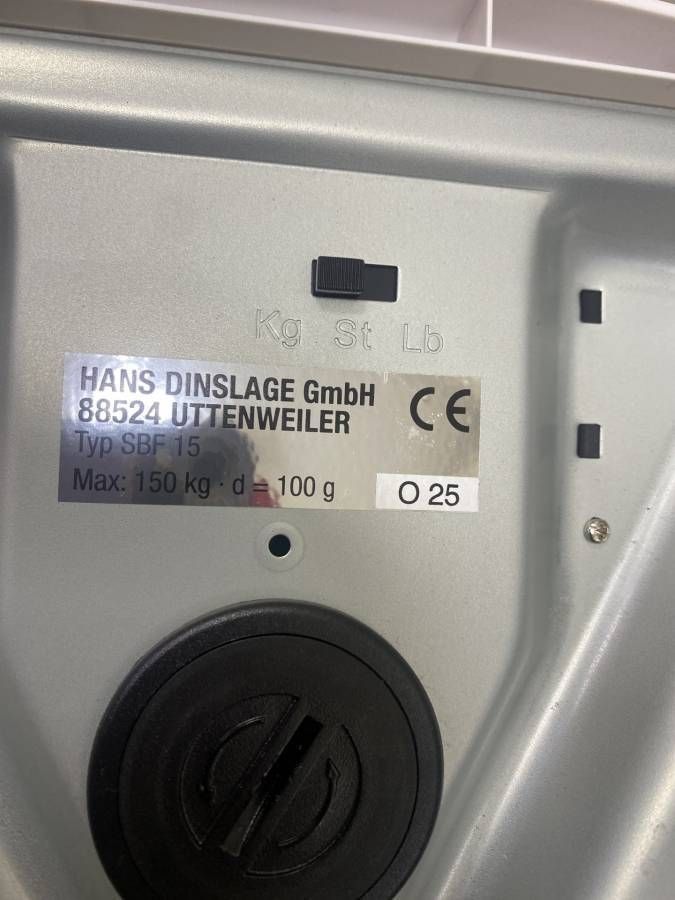 Kg St Lb
HANS DINSLAGE GmbH
88524 UTTENWEILER
Typ SBF 15
Max: 150 kg · d = 100 g
CE
O 25